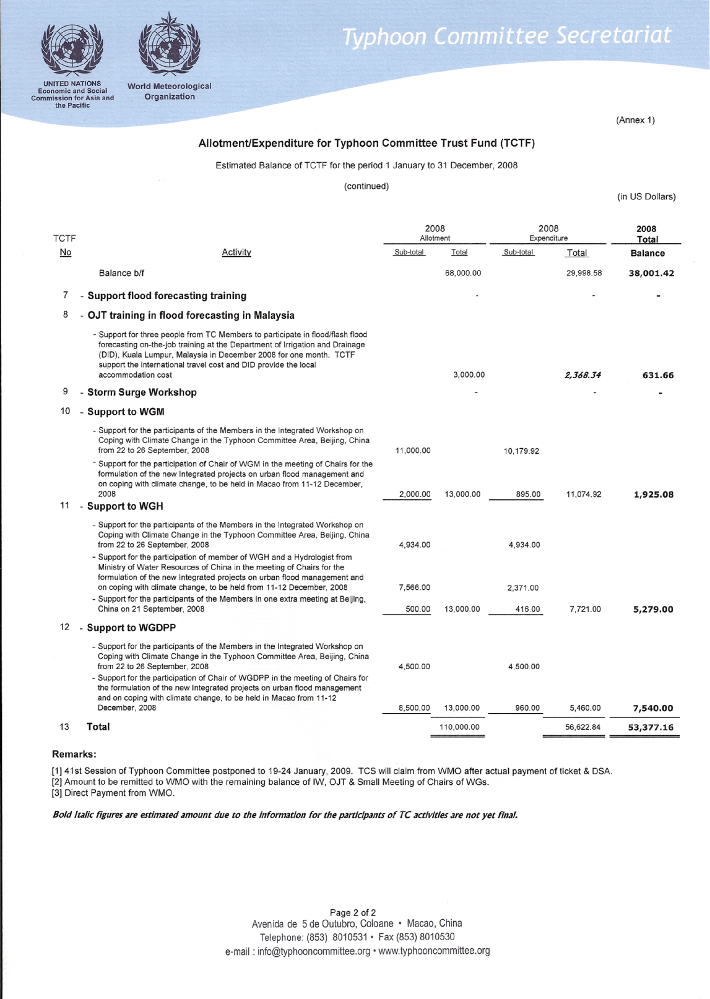 Typhoon Committee Secretariat
UNITED NATIONS
Economic and Social
Commission for Asia and
the Pacific
World Meteorological
Organization
(Annex 1)
Allotment/Expenditure for Typhoon Committee Trust Fund (TCTF)
Estimated Balance of TCTF for the period 1 January to 31 December, 2008
(continued)
(in US Dollars)
2008 2008 2008
TCTF Allotment Expenditure Total
No Activity Sub-total Total Sub-total Total Balance
Balance b/f 68,000.00 29,998.58 38,001.42
7 - Support flood forecasting training - - -
8 - OJT training in flood forecasting in Malaysia
- Support for three people from TC Members to participate in flood/flash flood
forecasting on-the-job training at the Department of Irrigation and Drainage
(DID), Kuala Lumpur, Malaysia in December 2008 for one month. TCTF
support the international travel cost and DID provide the local
accommodation cost 3,000.00 2,368.34 631.66
9 - Storm Surge Workshop - - -
10 - Support to WGM
- Support for the participants of the Members in the Integrated Workshop on
Coping with Climate Change in the Typhoon Committee Area, Beijing, China
from 22 to 26 September, 2008 11,000.00 10,179.92
- Support for the participation of Chair of WGM in the meeting of Chairs for the
formulation of the new Integrated projects on urban flood management and
on coping with climate change, to be held in Macao from 11-12 December,
2008 2,000.00 13,000.00 895.00 11,074.92 1,925.08
11 - Support to WGH
- Support for the participants of the Members in the Integrated Workshop on
Coping with Climate Change in the Typhoon Committee Area, Beijing, China
from 22 to 26 September, 2008 4,934.00 4,934.00
- Support for the participation of member of WGH and a Hydrologist from
Ministry of Water Resources of China in the meeting of Chairs for the
formulation of the new Integrated projects on urban flood management and
on coping with climate change, to be held from 11-12 December, 2008 7,566.00 2,371.00
- Support for the participants of the Members in one extra meeting at Beijing,
China on 21 September, 2008 500.00 13,000.00 416.00 7,721.00 5,279.00
12 - Support to WGDPP
- Support for the participants of the Members in the Integrated Workshop on
Coping with Climate Change in the Typhoon Committee Area, Beijing, China
from 22 to 26 September, 2008 4,500.00 4,500.00
- Support for the participation of Chair of WGDPP in the meeting of Chairs for
the formulation of the new Integrated projects on urban flood management
and on coping with climate change, to be held in Macao from 11-12
December, 2008 8,500.00 13,000.00 960.00 5,460.00 7,540.00
13 Total 110,000.00 56,622.84 53,377.16
Remarks:
[1] 41st Session of Typhoon Committee postponed to 19-24 January, 2009. TCS will claim from WMO after actual payment of ticket & DSA.
[2] Amount to be remitted to WMO with the remaining balance of IW, OJT & Small Meeting of Chairs of WGs.
[3] Direct Payment from WMO.
Bold Italic figures are estimated amount due to the information for the participants of TC activities are not yet final.
Page 2 of 2
Avenida de 5 de Outubro, Coloane • Macao, China
Telephone: (853) 8010531 • Fax (853) 8010530
e-mail : info@typhooncommittee.org • www.typhooncommittee.org